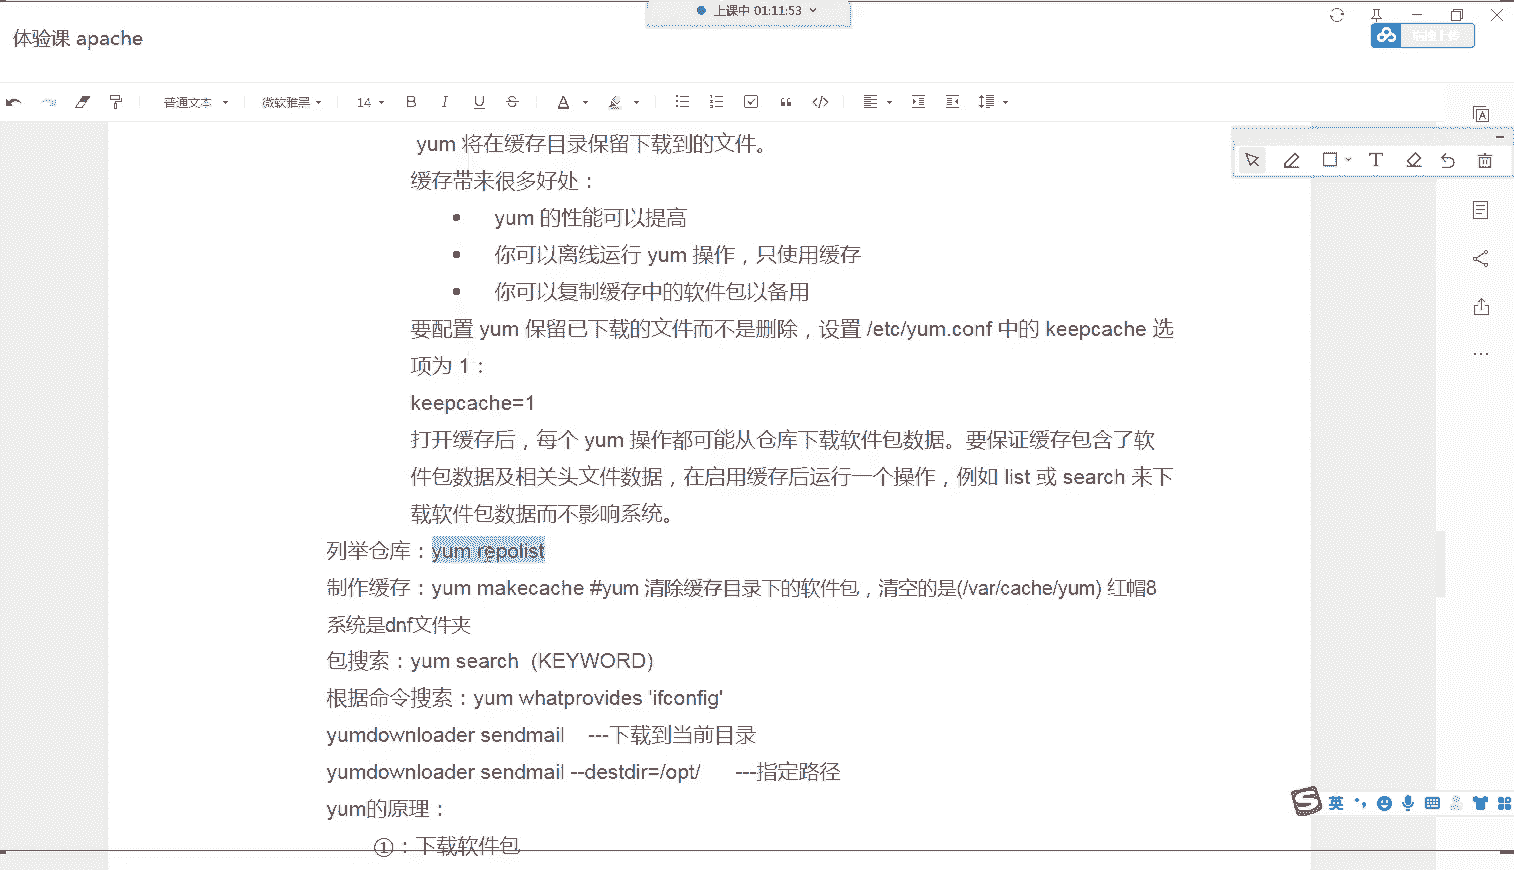 上课中 01:11:53
体验课 apache
普通文本
微软雅黑
14
B I U S A
T
yum 将在缓存目录保留下载到的文件。
缓存带来很多好处：
• yum 的性能可以提高
• 你可以离线运行 yum 操作，只使用缓存
• 你可以复制缓存中的软件包以备用
要配置 yum 保留已下载的文件而不是删除，设置 /etc/yum.conf 中的 keepcache 选
项为 1：
keepcache=1
打开缓存后，每个 yum 操作都可能从仓库下载软件包数据。要保证缓存包含了软
件包数据及相关头文件数据，在启用缓存后运行一个操作，例如 list 或 search 来下
载软件包数据而不影响系统。
列举仓库：yum repolist
制作缓存：yum makecache #yum 清除缓存目录下的软件包，清空的是(/var/cache/yum) 红帽8
系统是dnf文件夹
包搜索：yum search（KEYWORD）
根据命令搜索：yum whatprovides 'ifconfig'
yumdownloader sendmail ---下载到当前目录
yumdownloader sendmail --destdir=/opt/ ---指定路径
yum的原理：
①：下载软件包
英